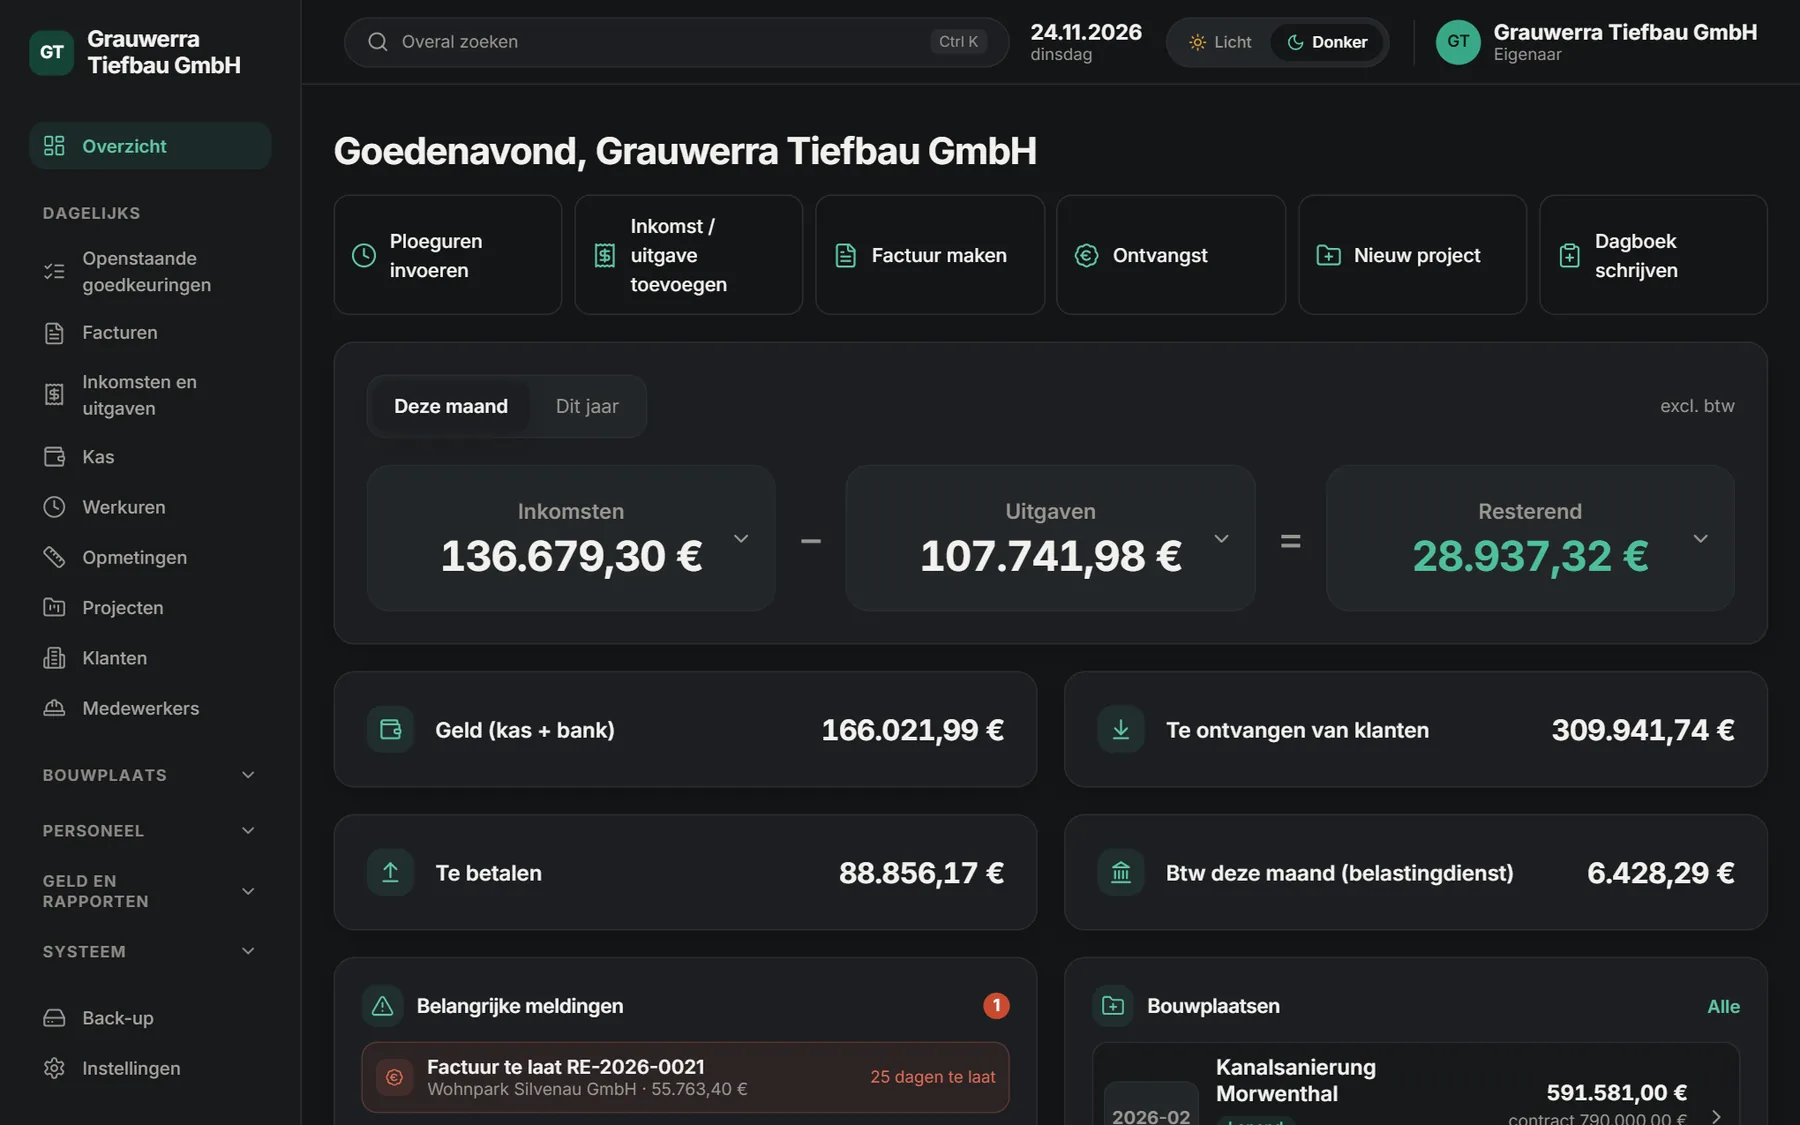 GT
Grauwerra
Tiefbau GmbH
Overzicht
DAGELIJKS
Openstaande
goedkeuringen
Facturen
Inkomsten en
uitgaven
Kas
Werkuren
Opmetingen
Projecten
Klanten
Medewerkers
BOUWPLAATS
PERSONEEL
GELD EN
RAPPORTEN
SYSTEEM
Back-up
Instellingen
Overal zoeken
Ctrl K
24.11.2026
dinsdag
Licht
Donker
GT
Grauwerra Tiefbau GmbH
Eigenaar
Goedenavond, Grauwerra Tiefbau GmbH
Ploeguren
invoeren
Inkomst /
uitgave
toevoegen
Factuur maken
Ontvangst
Nieuw project
Dagboek
schrijven
Deze maand
Dit jaar
excl. btw
Inkomsten
136.679,30 €
–
Uitgaven
107.741,98 €
=
Resterend
28.937,32 €
Geld (kas + bank)
166.021,99 €
Te ontvangen van klanten
309.941,74 €
Te betalen
88.856,17 €
Btw deze maand (belastingdienst)
6.428,29 €
Belangrijke meldingen
1
Factuur te laat RE-2026-0021
Wohnpark Silvenau GmbH · 55.763,40 €
25 dagen te laat
Bouwplaatsen
Alle
2026-02
Kanalsanierung
Morwenthal
591.581,00 €
contract 790.000,00 €